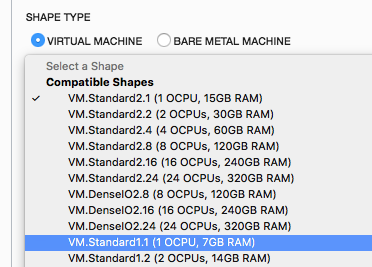 SHAPE TYPE
VIRTUAL MACHINE BARE METAL MACHINE
Select a Shape
Compatible Shapes
✓ VM.Standard2.1 (1 OCPU, 15GB RAM)
VM.Standard2.2 (2 OCPUs, 30GB RAM)
VM.Standard2.4 (4 OCPUs, 60GB RAM)
VM.Standard2.8 (8 OCPUs, 120GB RAM)
VM.Standard2.16 (16 OCPUs, 240GB RAM)
VM.Standard2.24 (24 OCPUs, 320GB RAM)
VM.DenseIO2.8 (8 OCPUs, 120GB RAM)
VM.DenseIO2.16 (16 OCPUs, 240GB RAM)
VM.DenseIO2.24 (24 OCPUs, 320GB RAM)
VM.Standard1.1 (1 OCPU, 7GB RAM)
VM.Standard1.2 (2 OCPUs, 14GB RAM)